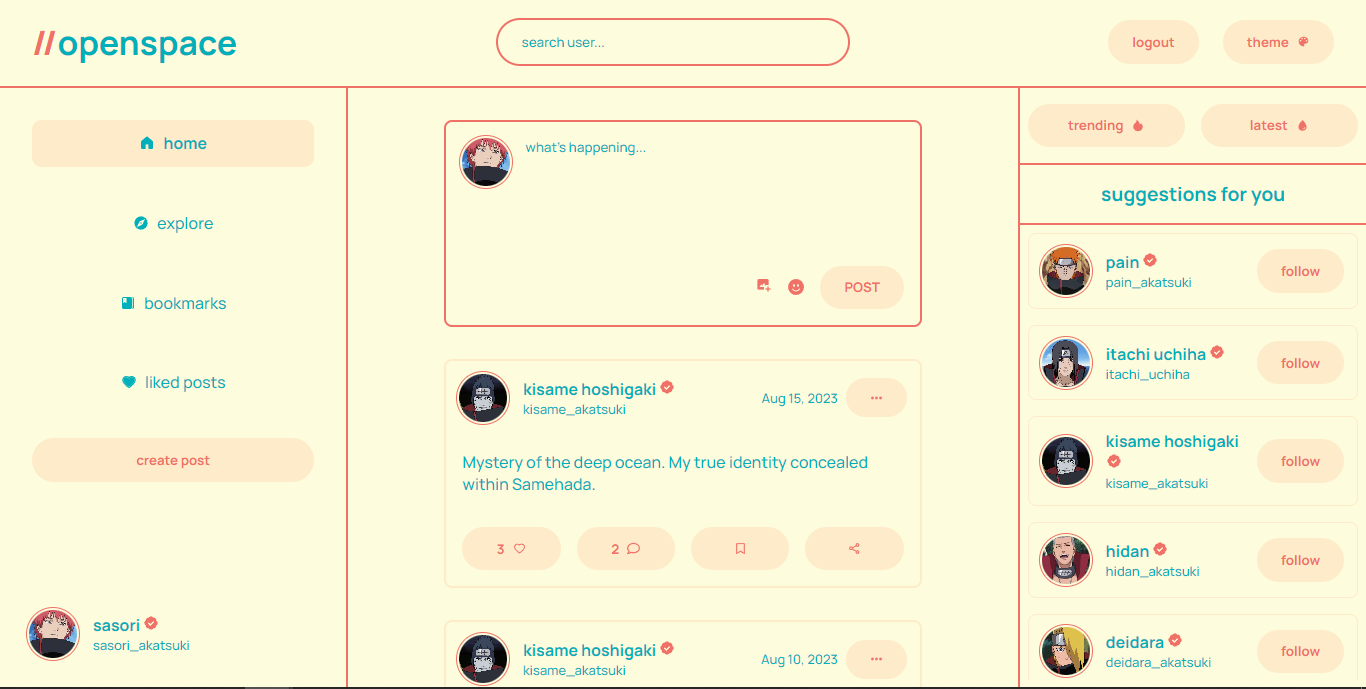 //openspace
search user...
logout
theme
home
explore
bookmarks
liked posts
create post
sasori
sasori_akatsuki
what's happening...
POST
kisame hoshigaki
kisame_akatsuki
Aug 15, 2023
Mystery of the deep ocean. My true identity concealed
within Samehada.
3
2
kisame hoshigaki
kisame_akatsuki
Aug 10, 2023
trending
latest
suggestions for you
pain
pain_akatsuki
follow
itachi uchiha
itachi_uchiha
follow
kisame hoshigaki
kisame_akatsuki
follow
hidan
hidan_akatsuki
follow
deidara
deidara_akatsuki
follow